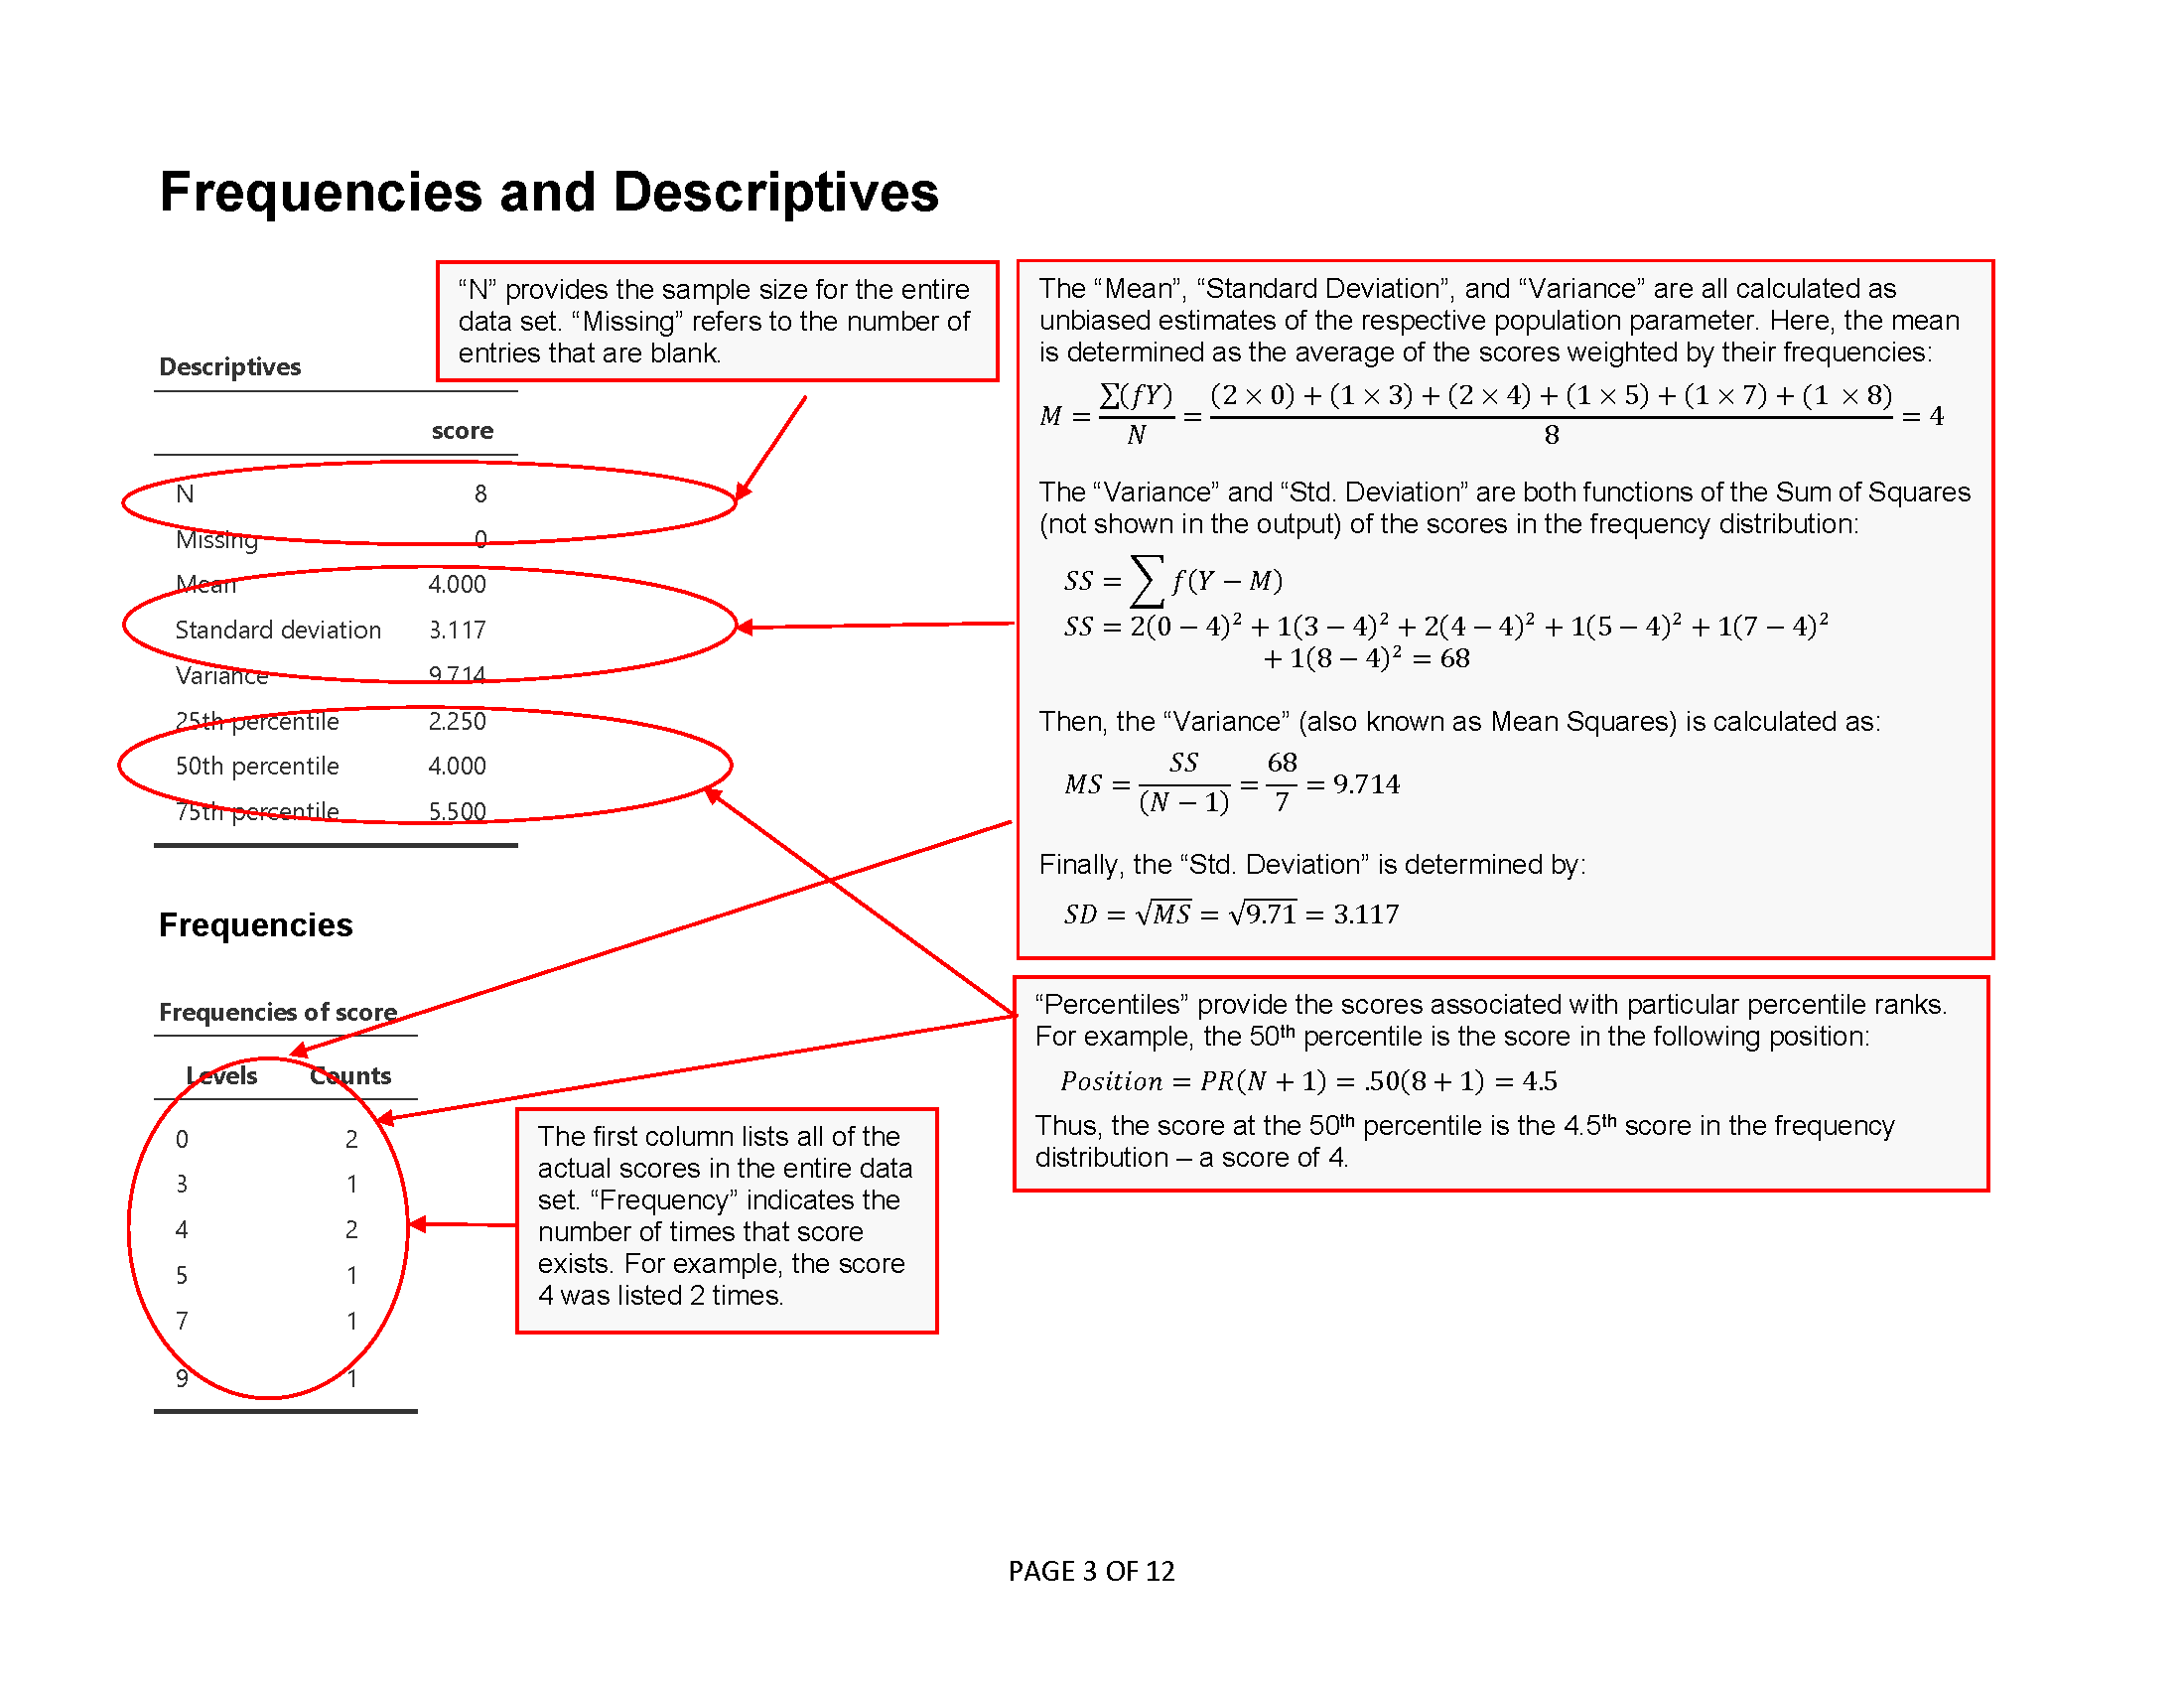 Frequencies and Descriptives
“N” provides the sample size for the entire
data set. “Missing” refers to the number of
entries that are blank.
Descriptives
score
N 8
Missing 0
Mean 4.000
Standard deviation 3.117
Variance 9.714
25th percentile 2.250
50th percentile 4.000
75th percentile 5.500
The “Mean”, “Standard Deviation”, and “Variance” are all calculated as
unbiased estimates of the respective population parameter. Here, the mean
is determined as the average of the scores weighted by their frequencies:
M = ∑(fY) / N = (2 × 0) + (1 × 3) + (2 × 4) + (1 × 5) + (1 × 7) + (1 × 8) / 8 = 4
The “Variance” and “Std. Deviation” are both functions of the Sum of Squares
(not shown in the output) of the scores in the frequency distribution:
SS = ∑ f(Y − M)
SS = 2(0 − 4)² + 1(3 − 4)² + 2(4 − 4)² + 1(5 − 4)² + 1(7 − 4)²
+ 1(8 − 4)² = 68
Then, the “Variance” (also known as Mean Squares) is calculated as:
MS = SS / (N − 1) = 68 / 7 = 9.714
Finally, the “Std. Deviation” is determined by:
SD = √MS = √9.71 = 3.117
Frequencies
Frequencies of score
Levels Counts
0 2
3 1
4 2
5 1
7 1
9 1
The first column lists all of the
actual scores in the entire data
set. “Frequency” indicates the
number of times that score
exists. For example, the score
4 was listed 2 times.
“Percentiles” provide the scores associated with particular percentile ranks.
For example, the 50th percentile is the score in the following position:
Position = PR(N + 1) = .50(8 + 1) = 4.5
Thus, the score at the 50th percentile is the 4.5th score in the frequency
distribution – a score of 4.
PAGE 3 OF 12